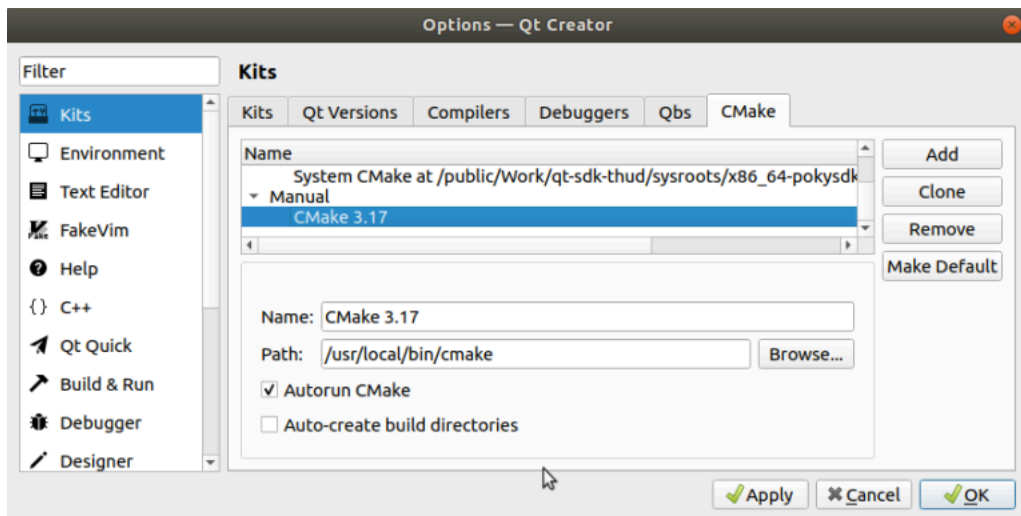 Options — Qt Creator
Filter
Kits
Kits
Environment
Text Editor
FakeVim
Help
C++
Qt Quick
Build & Run
Debugger
Designer
Kits Qt Versions Compilers Debuggers Qbs CMake
Name
System CMake at /public/Work/qt-sdk-thud/sysroots/x86_64-pokysdk
Manual
CMake 3.17
Add
Clone
Remove
Make Default
Name: CMake 3.17
Path: /usr/local/bin/cmake Browse...
Autorun CMake
Auto-create build directories
Apply Cancel OK